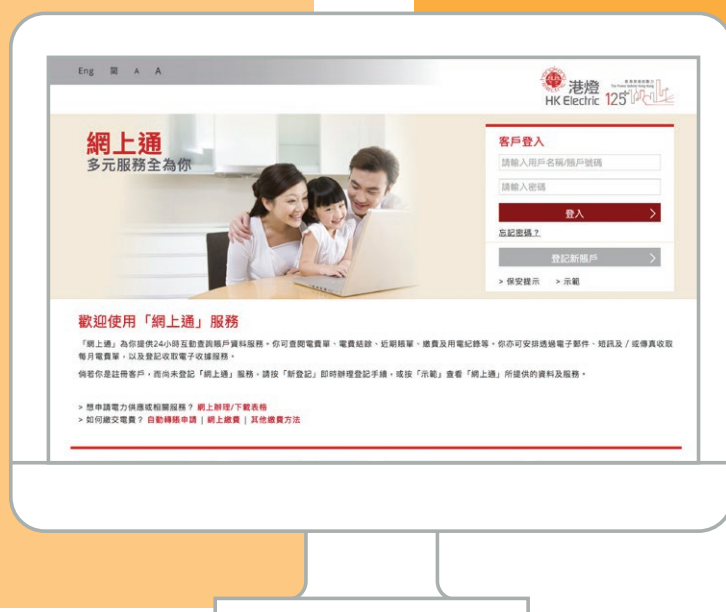 Eng 簡 A A
港燈
HK Electric 125
網上通
多元服務全為你
客戶登入
請輸入用戶名稱/賬戶號碼
請輸入密碼
登入
忘記密碼？
登記新賬戶
> 保安提示 > 示範
歡迎使用「網上通」服務
「網上通」為你提供24小時互動查詢賬戶資料服務。你可查閱電費單、電費結餘、近期賬單、繳費及用電紀錄等。你亦可安排透過電子郵件、短訊及 / 或傳真收取
每月電費單，以及登記收取電子收據服務。
倘若你是註冊客戶，而尚未登記「網上通」服務，請按「新登記」即時辦理登記手續，或按「示範」查看「網上通」所提供的資料及服務。
> 想申請電力供應或相關服務？ 網上辦理/下載表格
> 如何繳交電費？ 自動轉賬申請 | 網上繳費 | 其他繳費方法